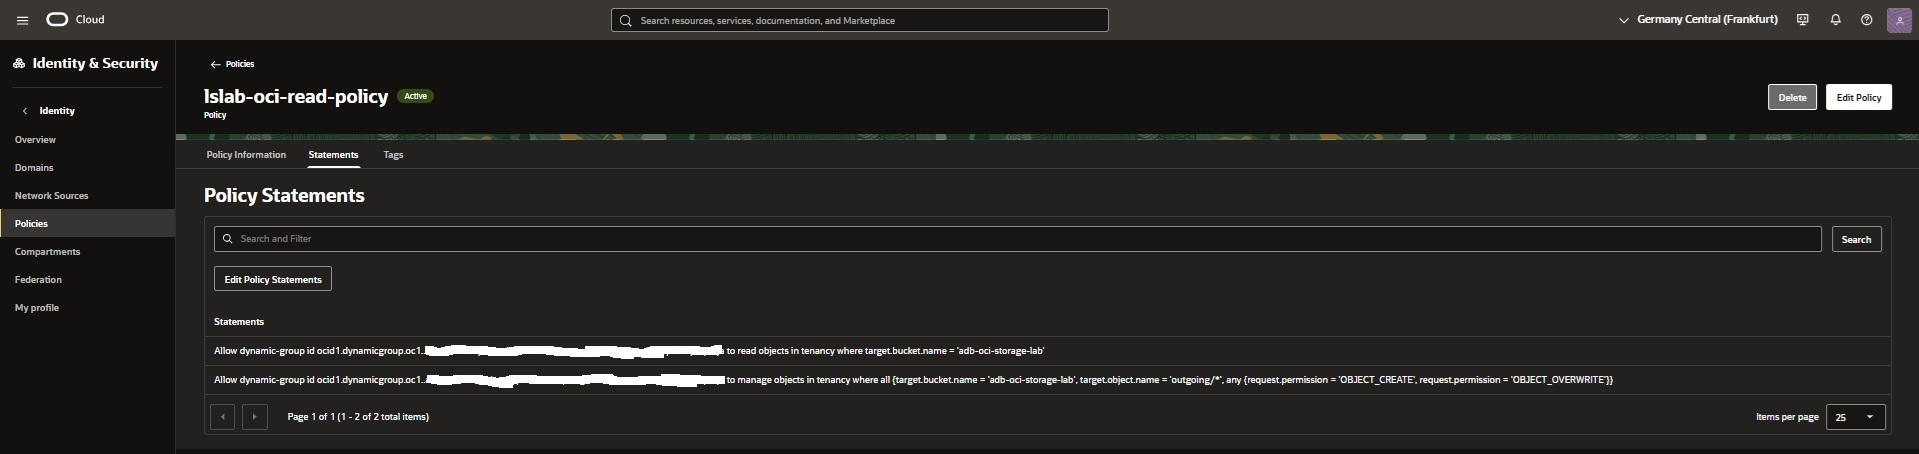 Cloud
Search resources, services, documentation, and Marketplace
Germany Central (Frankfurt)
Identity & Security
Identity
Overview
Domains
Network Sources
Policies
Compartments
Federation
My profile
Policies
lslab-oci-read-policy Active
Policy
Delete Edit Policy
Policy Information Statements Tags
Policy Statements
Search and Filter Search
Edit Policy Statements
Statements
Allow dynamic-group id ocid1.dynamicgroup.oc1.. to read objects in tenancy where target.bucket.name = 'adb-oci-storage-lab'
Allow dynamic-group id ocid1.dynamicgroup.oc1.. to manage objects in tenancy where all {target.bucket.name = 'adb-oci-storage-lab', target.object.name = 'outgoing/*', any {request.permission = 'OBJECT_CREATE', request.permission = 'OBJECT_OVERWRITE'}}
Page 1 of 1 (1 - 2 of 2 total items)
Items per page 25